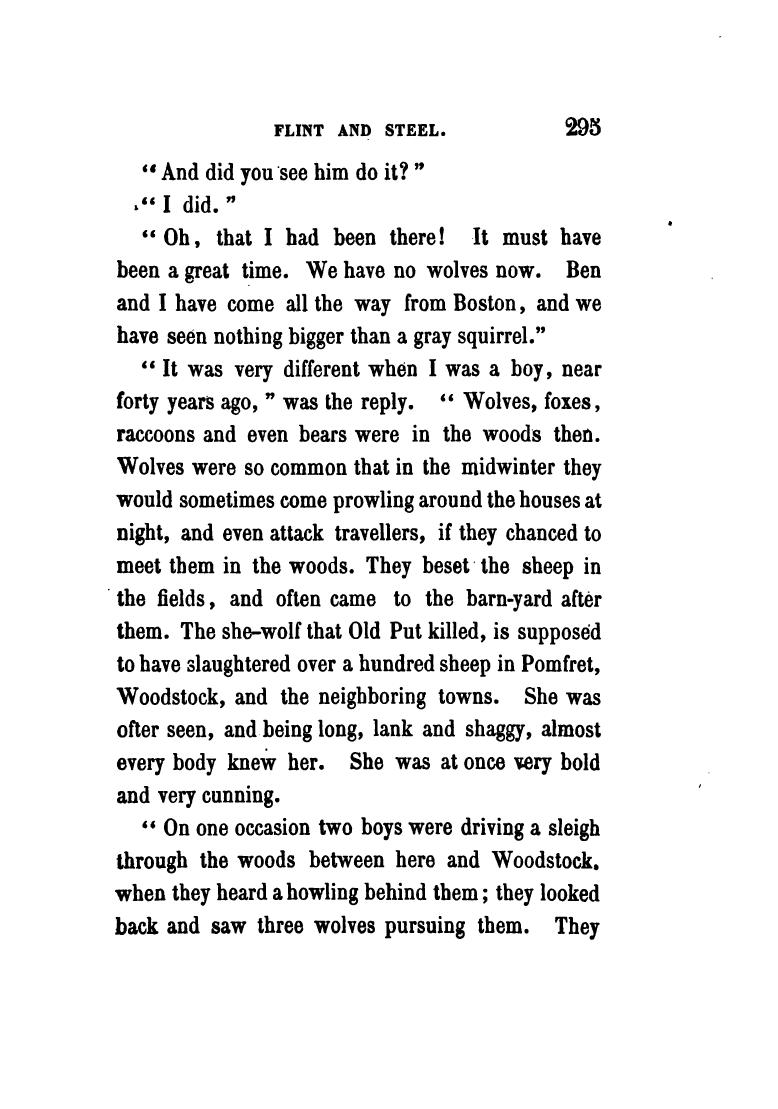 FLINT AND STEEL. 295
“ And did you see him do it? ”
“ I did. ”
“ Oh, that I had been there! It must have
been a great time. We have no wolves now. Ben
and I have come all the way from Boston, and we
have seen nothing bigger than a gray squirrel.”
“ It was very different when I was a boy, near
forty years ago, ” was the reply. “ Wolves, foxes,
raccoons and even bears were in the woods then.
Wolves were so common that in the midwinter they
would sometimes come prowling around the houses at
night, and even attack travellers, if they chanced to
meet them in the woods. They beset the sheep in
the fields, and often came to the barn-yard after
them. The she-wolf that Old Put killed, is supposed
to have slaughtered over a hundred sheep in Pomfret,
Woodstock, and the neighboring towns. She was
ofter seen, and being long, lank and shaggy, almost
every body knew her. She was at once very bold
and very cunning.
“ On one occasion two boys were driving a sleigh
through the woods between here and Woodstock.
when they heard a howling behind them; they looked
back and saw three wolves pursuing them. They